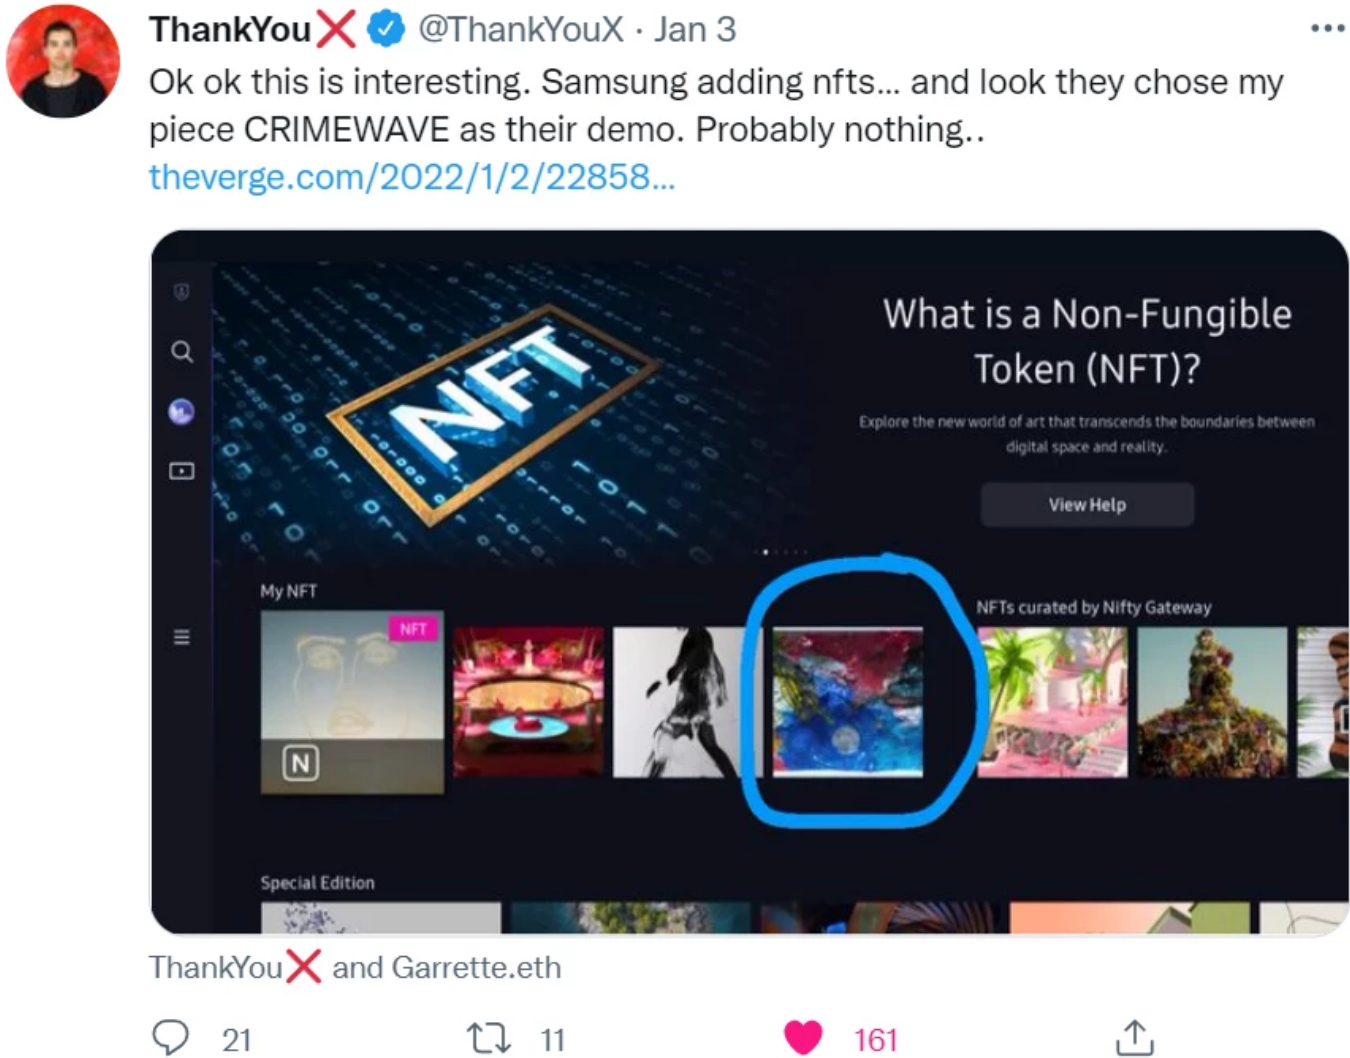 ThankYou❌ @ThankYouX · Jan 3
Ok ok this is interesting. Samsung adding nfts... and look they chose my
piece CRIMEWAVE as their demo. Probably nothing..
theverge.com/2022/1/2/22858...
NFT
What is a Non-Fungible
Token (NFT)?
Explore the new world of art that transcends the boundaries between
digital space and reality.
View Help
My NFT
NFTs curated by Nifty Gateway
NFT
N
Special Edition
ThankYou❌ and Garrette.eth
21 11 161